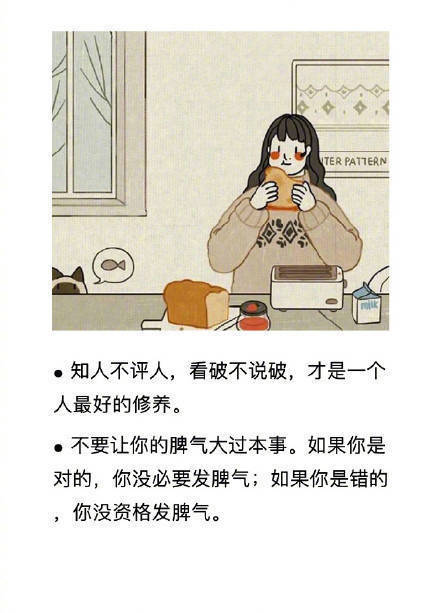 TER PATTERN
milk
● 知人不评人，看破不说破，才是一个
人最好的修养。
● 不要让你的脾气大过本事。如果你是
对的，你没必要发脾气；如果你是错的
，你没资格发脾气。